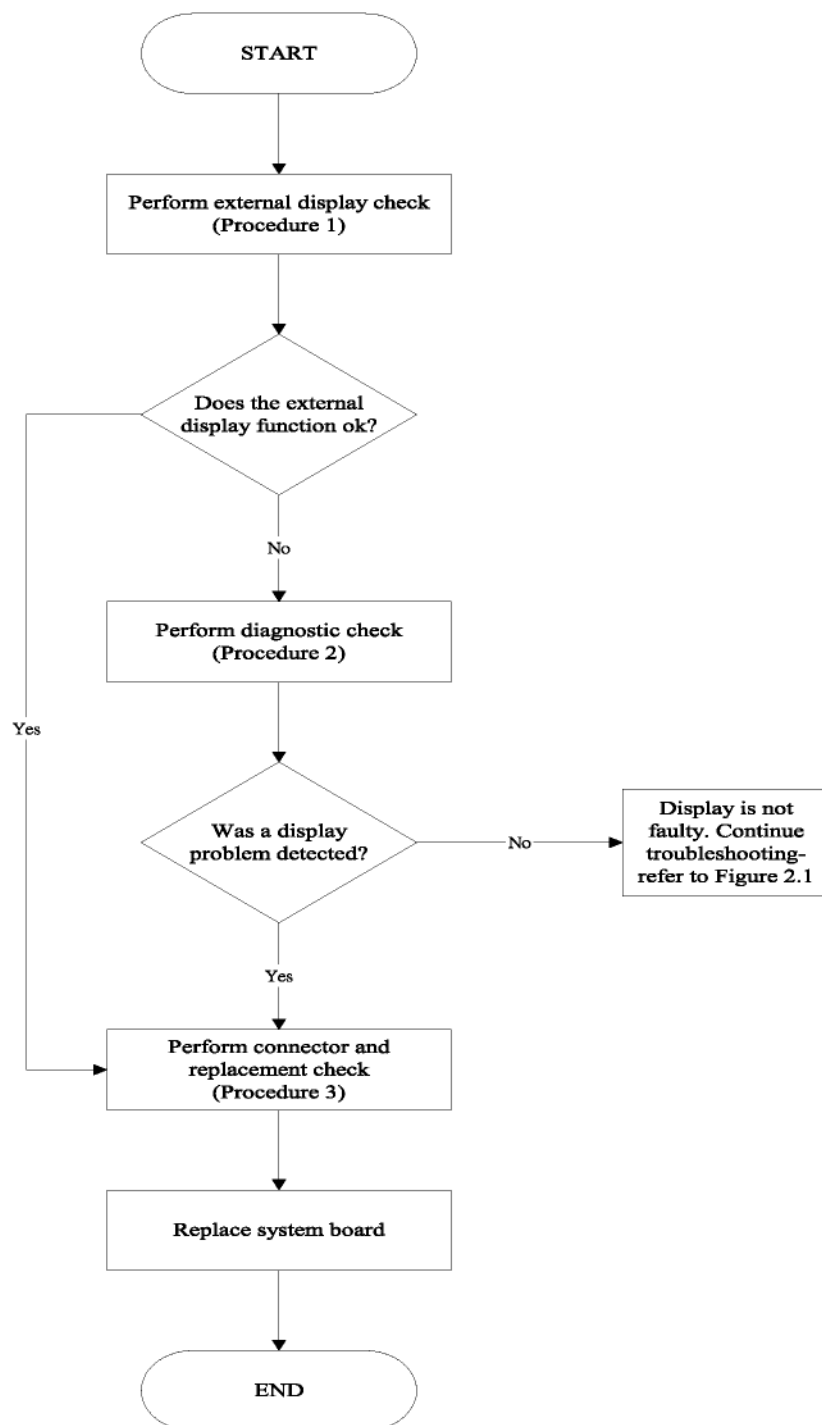 START
Perform external display check
(Procedure 1)
Does the external
display function ok?
No
Perform diagnostic check
(Procedure 2)
Yes
Was a display
problem detected?
No
Display is not
faulty. Continue
troubleshooting-
refer to Figure 2.1
Yes
Perform connector and
replacement check
(Procedure 3)
Replace system board
END